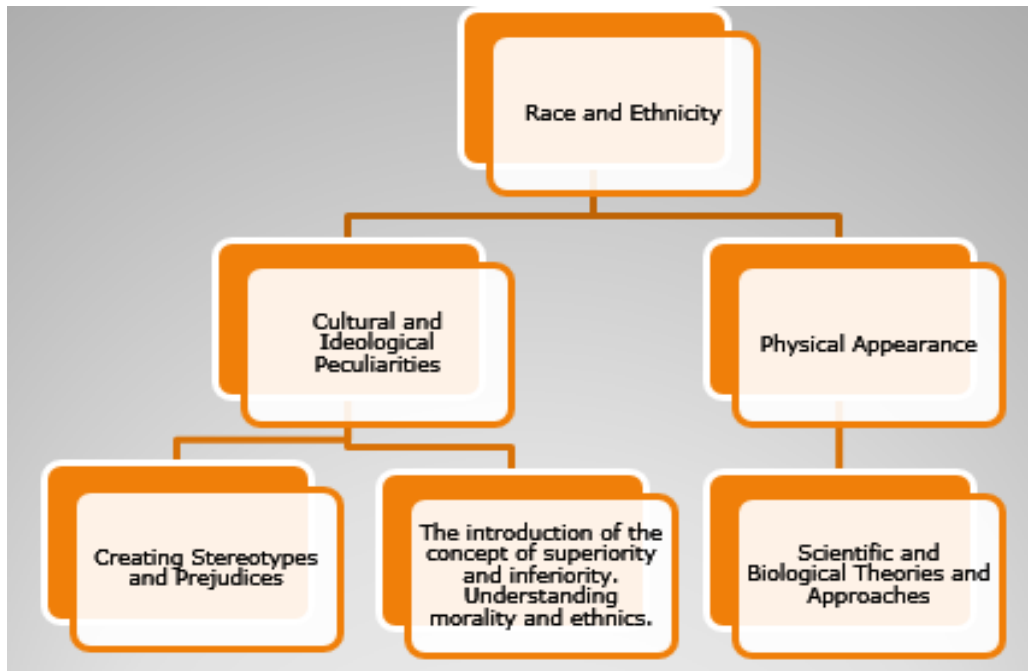 Race and Ethnicity
Cultural and
Ideological
Peculiarities
Physical Appearance
Creating Stereotypes
and Prejudices
The introduction of the
concept of superiority
and inferiority.
Understanding
morality and ethnics.
Scientific and
Biological Theories and
Approaches